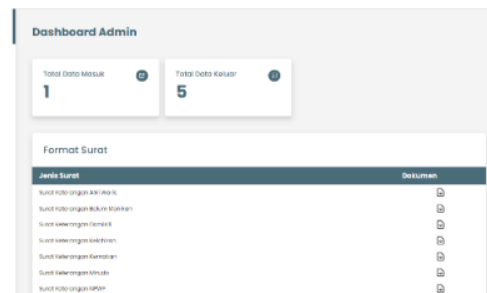 Dashboard Admin
Total Data Masuk
1
Total Data Keluar
5
Format Surat
Jenis Surat Dokumen
Surat Keterangan Ahli Waris
Surat Keterangan Belum Menikah
Surat Keterangan Domisili
Surat Keterangan Kelahiran
Surat Keterangan Kematian
Surat Keterangan
Surat Keterangan NPWP